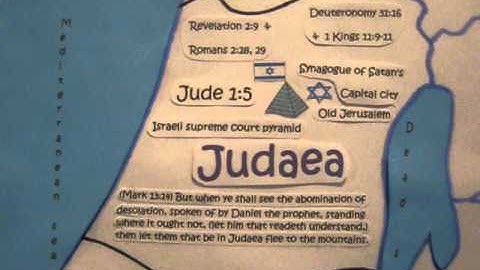 Mediterranean sea
Revelation 2:9 +
Romans 2:28, 29
Deuteronomy 31:16
+ 1 Kings 11:9-11
Jude 1:5
Synagogue of Satan's
Capital city
Old Jerusalem
Israeli supreme court pyramid
Judaea
(Mark 13:14) But when ye shall see the abomination of
desolation, spoken of by Daniel the prophet, standing
where it ought not, (let him that readeth understand,)
then let them that be in Judaea flee to the mountains.
Dead s